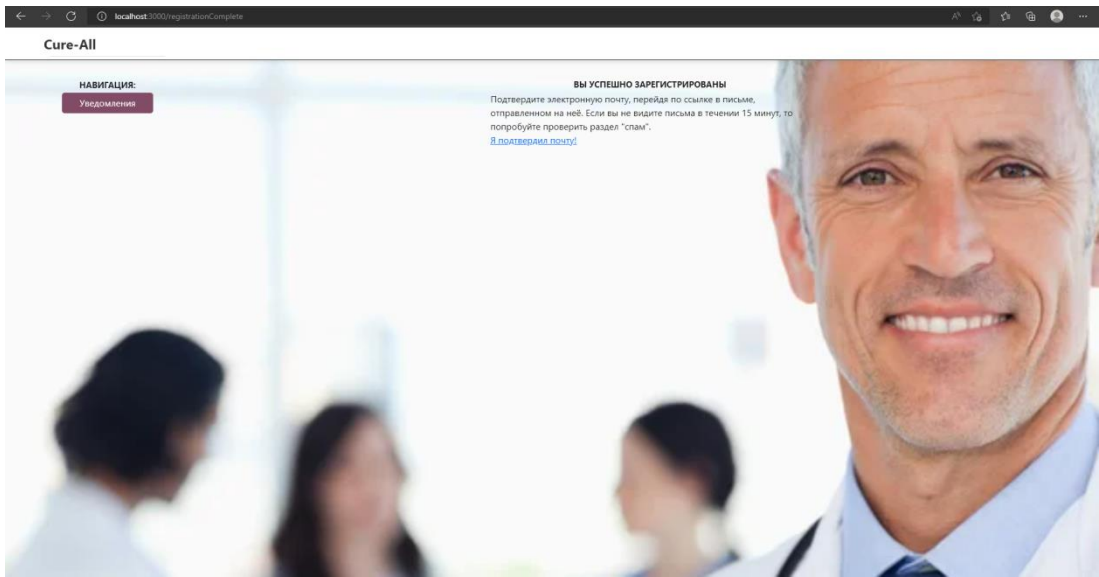 localhost:3000/registrationComplete
Cure-All
НАВИГАЦИЯ:
Уведомления
ВЫ УСПЕШНО ЗАРЕГИСТРИРОВАНЫ
Подтвердите электронную почту, перейдя по ссылке в письме,
отправленном на неё. Если вы не видите письма в течении 15 минут, то
попробуйте проверить раздел "спам".
Я подтвердил почту!